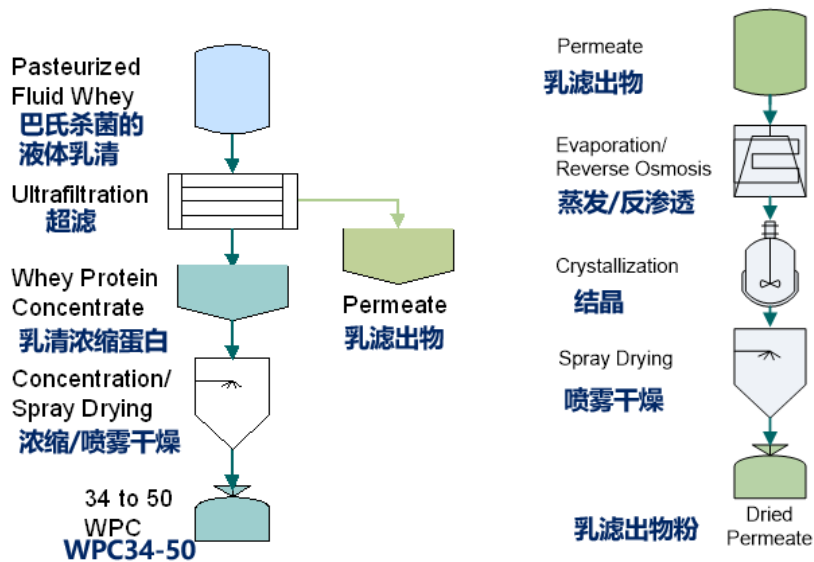 Pasteurized
Fluid Whey
巴氏杀菌的
液体乳清
Ultrafiltration
超滤
Whey Protein
Concentrate
乳清浓缩蛋白
Permeate
乳滤出物
Concentration/
Spray Drying
浓缩/喷雾干燥
34 to 50
WPC
WPC34-50
Permeate
乳滤出物
Evaporation/
Reverse Osmosis
蒸发/反渗透
Crystallization
结晶
Spray Drying
喷雾干燥
乳滤出物粉
Dried
Permeate